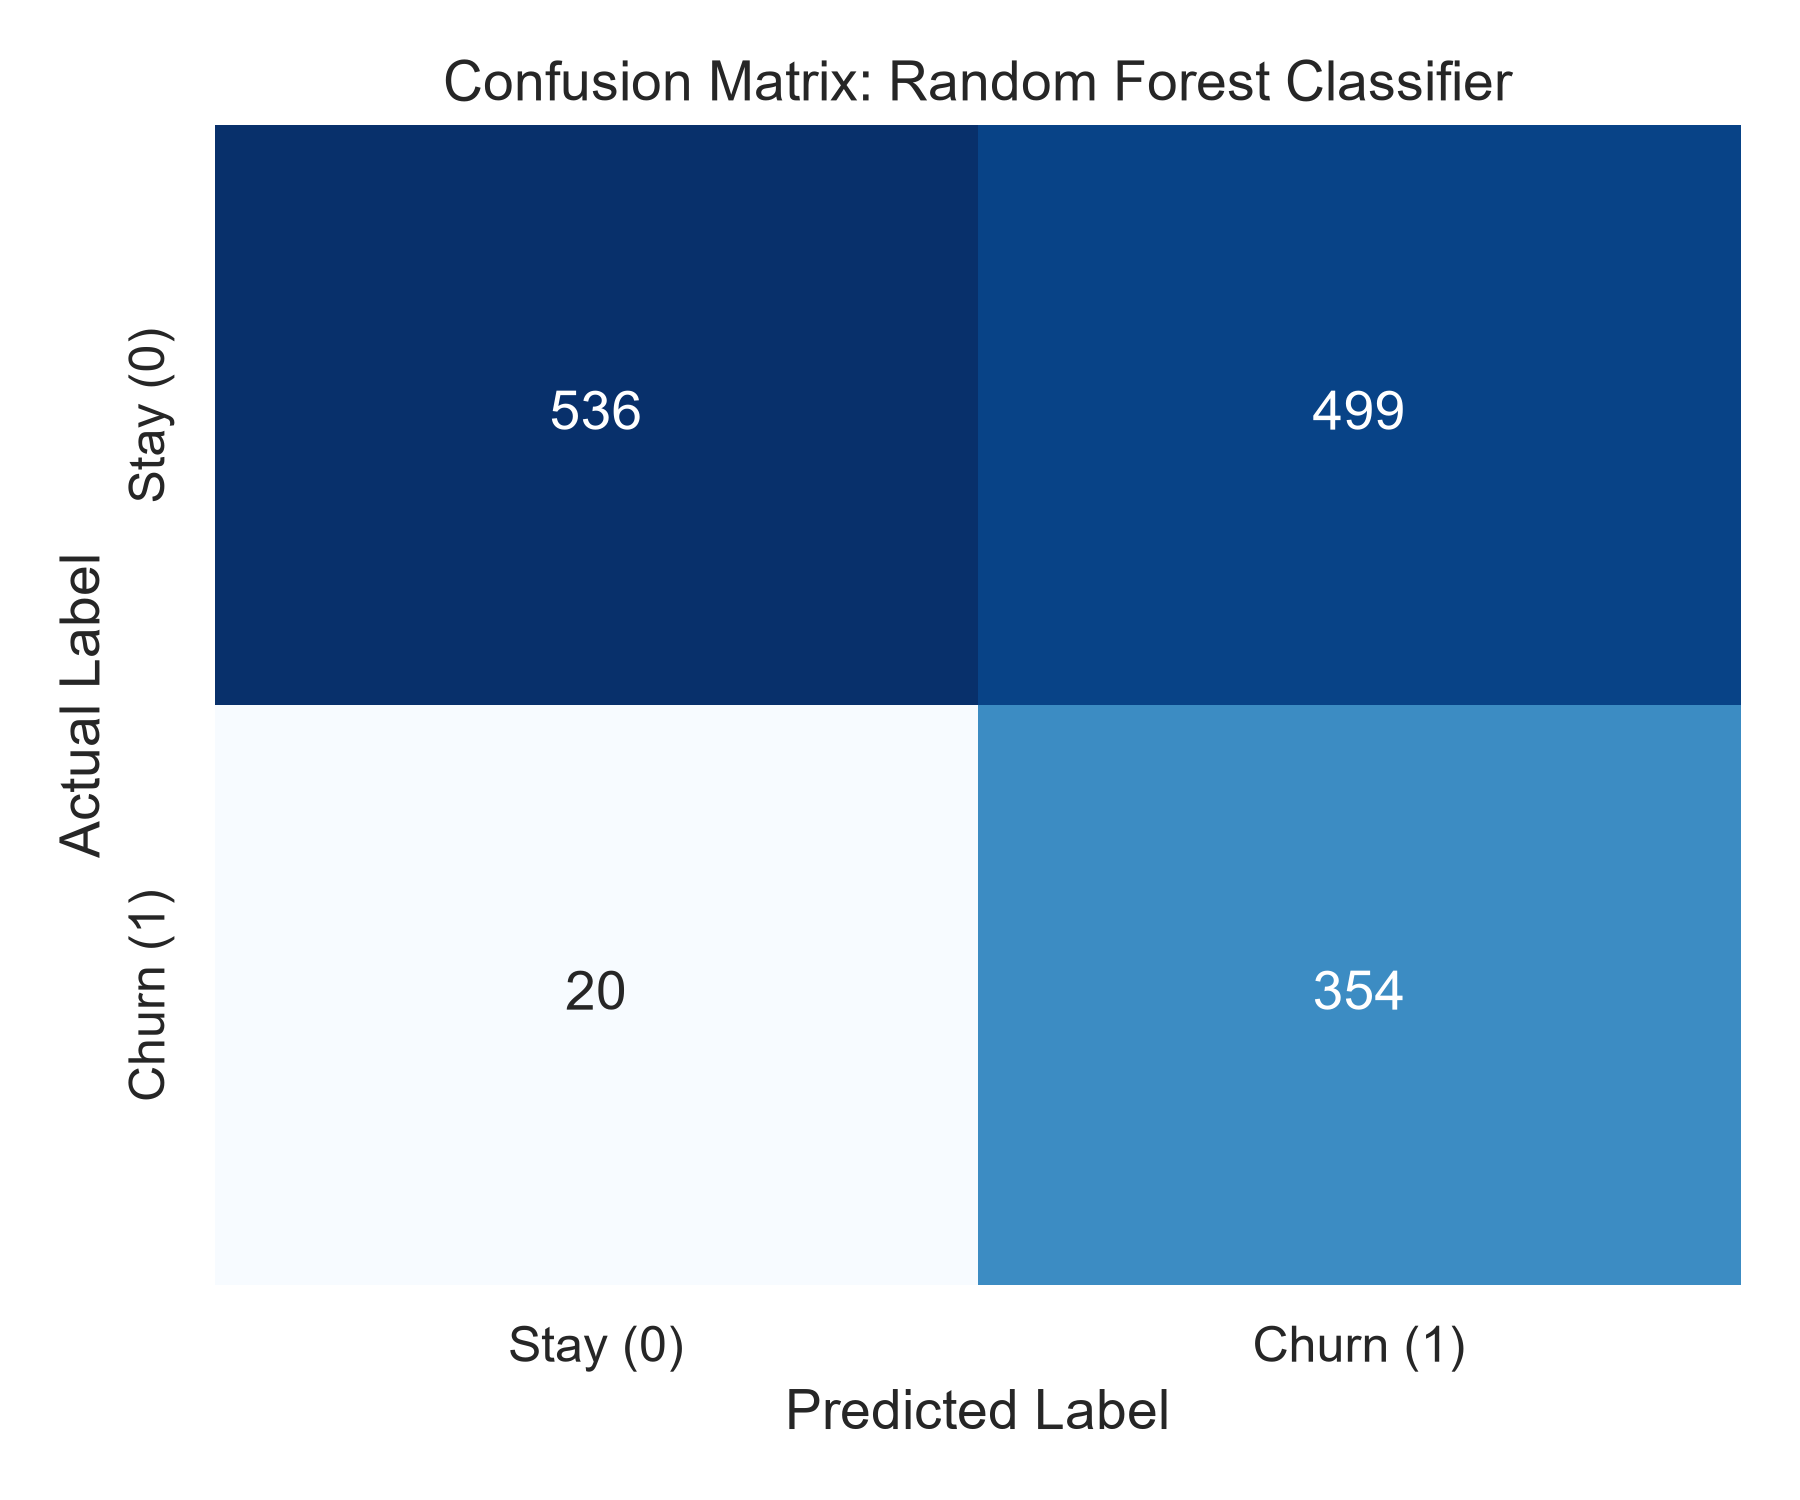 Confusion Matrix: Random Forest Classifier
Actual Label
Stay (0)
536
499
Churn (1)
20
354
Stay (0)
Churn (1)
Predicted Label